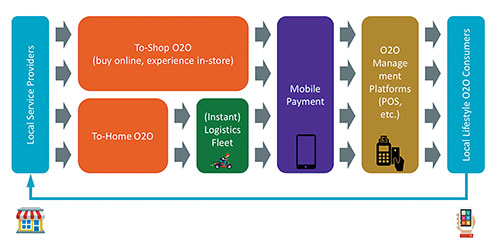 Local Service Providers
To-Shop O2O
(buy online, experience in-store)
To-Home O2O
(Instant)
Logistics
Fleet
Mobile
Payment
O2O
Manage
ment
Platforms
(POS,
etc.)
Local Lifestyle O2O Consumers